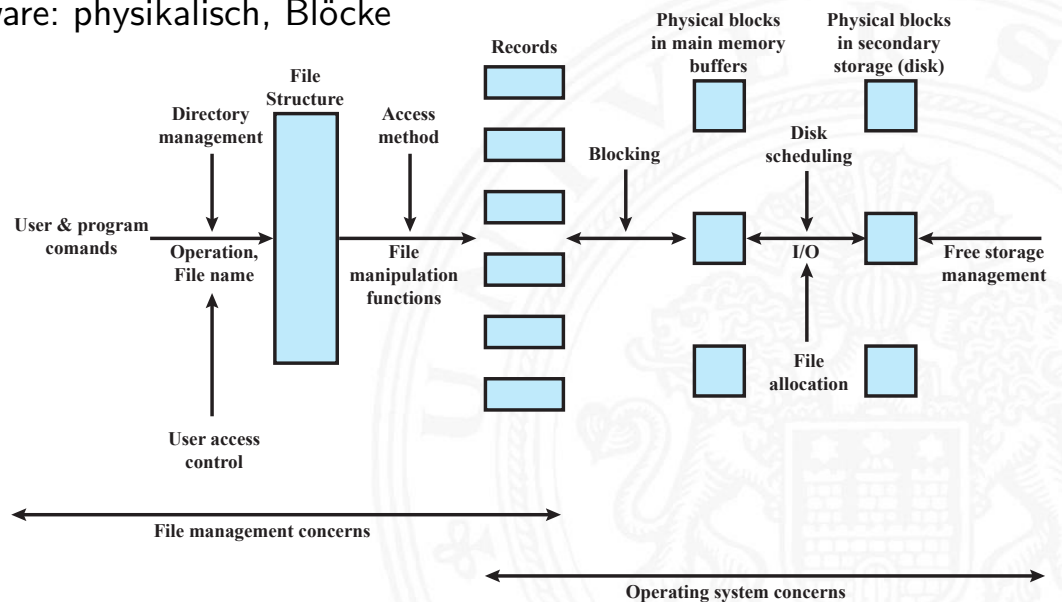 ware: physikalisch, Blöcke
Records
Physical blocks
in main memory
buffers
Physical blocks
in secondary
storage (disk)
File
Structure
Directory
management
Access
method
Blocking
Disk
scheduling
User & program
comands
Operation,
File name
File
manipulation
functions
I/O
Free storage
management
File
allocation
User access
control
File management concerns
Operating system concerns